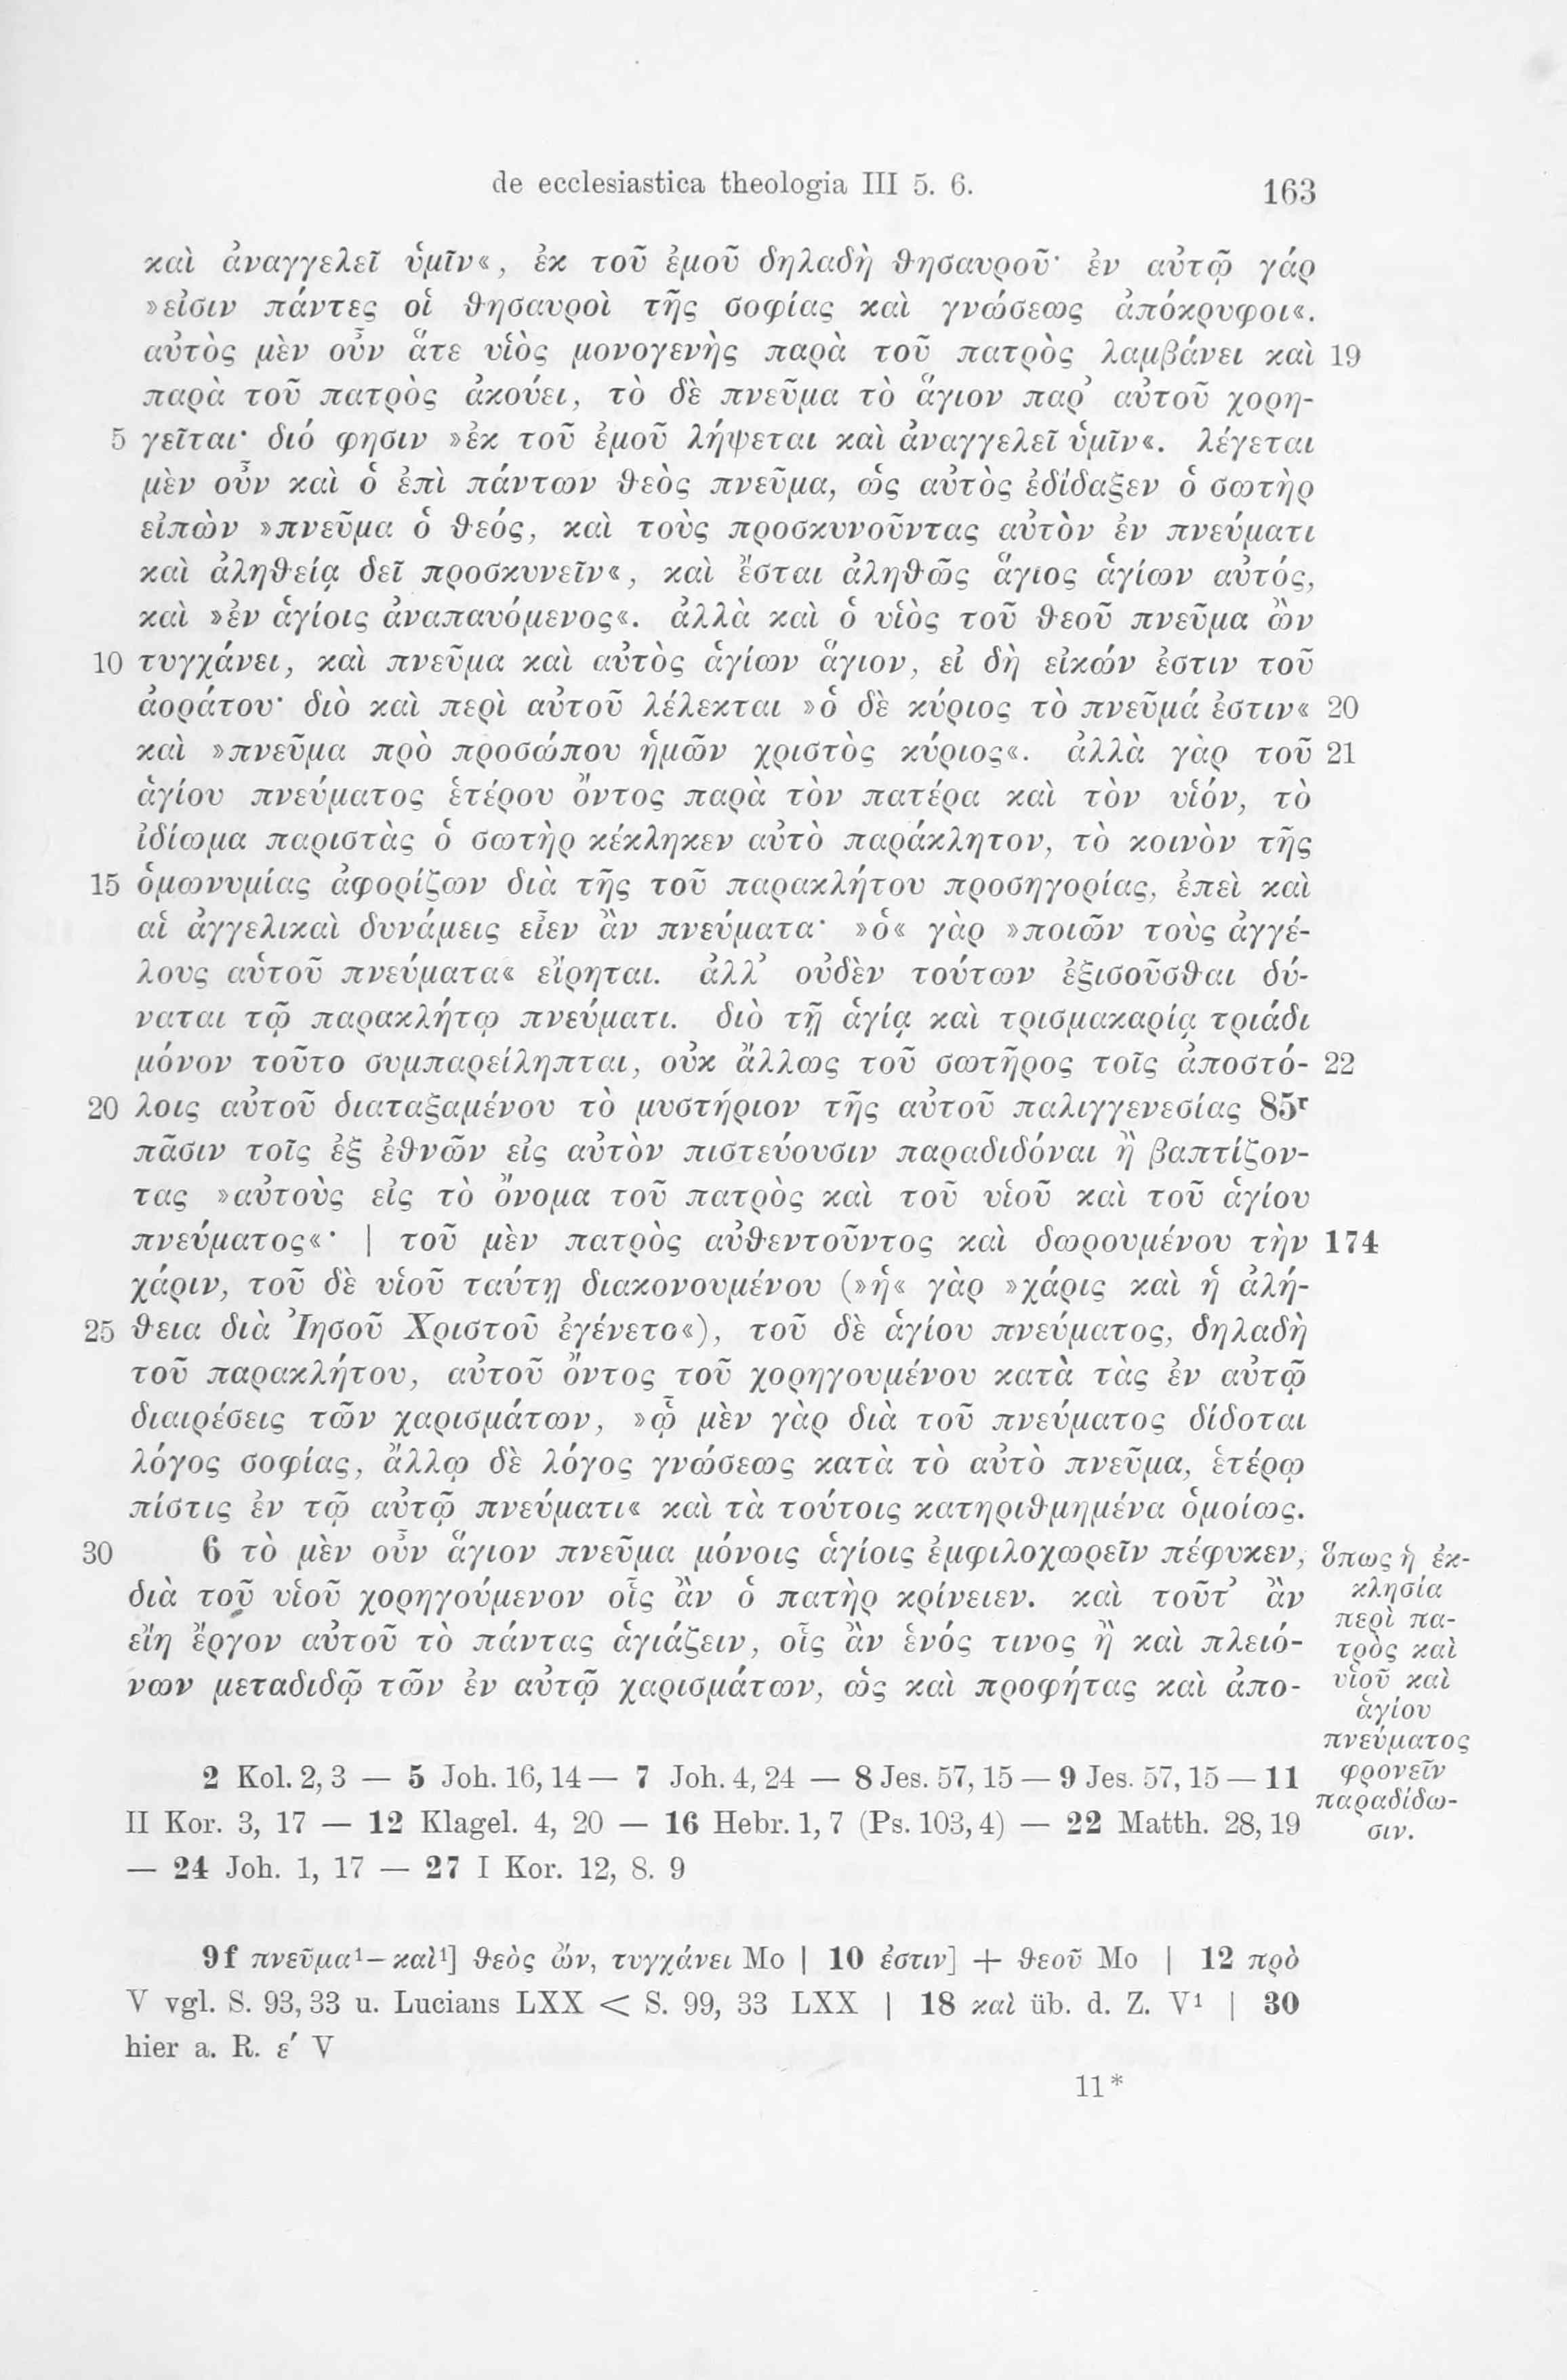 de ecclesiastica theologia III 5. 6. 163
καὶ ἀναγγελεῖ ὑμῖν«, ἐκ τοῦ ἐμοῦ δηλαδὴ θησαυροῦ· ἐν αὐτῷ γάρ
»εἰσιν πάντες οἱ θησαυροὶ τῆς σοφίας καὶ γνώσεως ἀπόκρυφοι«.
αὐτὸς μὲν οὖν ἅτε υἱὸς μονογενὴς παρὰ τοῦ πατρὸς λαμβάνει καὶ 19
παρὰ τοῦ πατρὸς ἀκούει, τὸ δὲ πνεῦμα τὸ ἅγιον παρ’ αὐτοῦ χορη-
5 γεῖται· διό φησιν »ἐκ τοῦ ἐμοῦ λήψεται καὶ ἀναγγελεῖ ὑμῖν«. λέγεται
μὲν οὖν καὶ ὁ ἐπὶ πάντων θεὸς πνεῦμα, ὡς αὐτὸς ἐδίδαξεν ὁ σωτὴρ
εἰπὼν »πνεῦμα ὁ θεός, καὶ τοὺς προσκυνοῦντας αὐτὸν ἐν πνεύματι
καὶ ἀληθείᾳ δεῖ προσκυνεῖν«, καὶ ἔσται ἀληθῶς ἅγιος ἁγίων αὐτός,
καὶ »ἐν ἁγίοις ἀναπαυόμενος«. ἀλλὰ καὶ ὁ υἱὸς τοῦ θεοῦ πνεῦμα ὢν
10 τυγχάνει, καὶ πνεῦμα καὶ αὐτὸς ἁγίων ἅγιον, εἰ δὴ εἰκών ἐστιν τοῦ
ἀοράτου· διὸ καὶ περὶ αὐτοῦ λέλεκται »ὁ δὲ κύριος τὸ πνεῦμά ἐστιν« 20
καὶ »πνεῦμα πρὸ προσώπου ἡμῶν χριστὸς κύριος«. ἀλλὰ γὰρ τοῦ 21
ἁγίου πνεύματος ἑτέρου ὄντος παρὰ τὸν πατέρα καὶ τὸν υἱόν, τὸ
ἰδίωμα παριστὰς ὁ σωτὴρ κέκληκεν αὐτὸ παράκλητον, τὸ κοινὸν τῆς
15 ὁμωνυμίας ἀφορίζων διὰ τῆς τοῦ παρακλήτου προσηγορίας, ἐπεὶ καὶ
αἱ ἀγγελικαὶ δυνάμεις εἶεν ἂν πνεύματα· »ὁ« γὰρ »ποιῶν τοὺς ἀγγέ-
λους αὑτοῦ πνεύματα« εἴρηται. ἀλλ’ οὐδὲν τούτων ἐξισοῦσθαι δύ-
ναται τῷ παρακλήτῳ πνεύματι. διὸ τῇ ἁγίᾳ καὶ τρισμακαρίᾳ τριάδι
μόνον τοῦτο συμπαρείληπται, οὐκ ἄλλως τοῦ σωτῆρος τοῖς ἀποστό- 22
20 λοις αὐτοῦ διαταξαμένου τὸ μυστήριον τῆς αὐτοῦ παλιγγενεσίας 85ʳ
πᾶσιν τοῖς ἐξ ἐθνῶν εἰς αὐτὸν πιστεύουσιν παραδιδόναι ἢ βαπτίζον-
τας »αὐτοὺς εἰς τὸ ὄνομα τοῦ πατρὸς καὶ τοῦ υἱοῦ καὶ τοῦ ἁγίου
πνεύματος«· | τοῦ μὲν πατρὸς αὐθεντοῦντος καὶ δωρουμένου τὴν 174
χάριν, τοῦ δὲ υἱοῦ ταύτῃ διακονουμένου (»ἡ« γὰρ »χάρις καὶ ἡ ἀλή-
25 θεια διὰ Ἰησοῦ Χριστοῦ ἐγένετο«), τοῦ δὲ ἁγίου πνεύματος, δηλαδὴ
τοῦ παρακλήτου, αὐτοῦ ὄντος τοῦ χορηγουμένου κατὰ τὰς ἐν αὐτῷ
διαιρέσεις τῶν χαρισμάτων, »ᾧ μὲν γὰρ διὰ τοῦ πνεύματος δίδοται
λόγος σοφίας, ἄλλῳ δὲ λόγος γνώσεως κατὰ τὸ αὐτὸ πνεῦμα, ἑτέρῳ
πίστις ἐν τῷ αὐτῷ πνεύματι« καὶ τὰ τούτοις κατηριθμημένα ὁμοίως.
30 6 τὸ μὲν οὖν ἅγιον πνεῦμα μόνοις ἁγίοις ἐμφιλοχωρεῖν πέφυκεν,
διὰ τοῦ υἱοῦ χορηγούμενον οἷς ἂν ὁ πατὴρ κρίνειεν. καὶ τοῦτ’ ἂν
εἴη ἔργον αὐτοῦ τὸ πάντας ἁγιάζειν, οἷς ἂν ἑνός τινος ἢ καὶ πλειό-
νων μεταδιδῷ τῶν ἐν αὐτῷ χαρισμάτων, ὡς καὶ προφήτας καὶ ἀπο-
ὅπως ἡ ἐκ-
κλησία
περὶ πα-
τρὸς καὶ
υἱοῦ καὶ
ἁγίου
πνεύματος
φρονεῖν
παραδίδω-
σιν.
2 Kol. 2, 3 — 5 Joh. 16, 14 — 7 Joh. 4, 24 — 8 Jes. 57, 15 — 9 Jes. 57, 15 — 11
II Kor. 3, 17 — 12 Klagel. 4, 20 — 16 Hebr. 1, 7 (Ps. 103, 4) — 22 Matth. 28, 19
— 24 Joh. 1, 17 — 27 I Kor. 12, 8. 9
9f πνεῦμα¹– καὶ¹] θεὸς ὤν, τυγχάνει Mo | 10 ἐστιν] + θεοῦ Mo | 12 πρὸ
V vgl. S. 93, 33 u. Lucians LXX < S. 99, 33 LXX | 18 καὶ üb. d. Z. V¹ | 30
hier a. R. ε′ V
11*